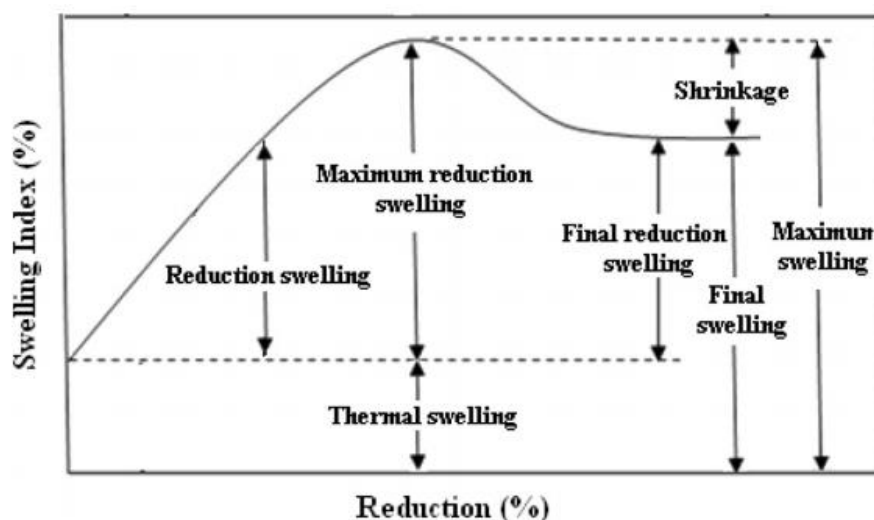 Swelling Index (%)
Shrinkage
Maximum reduction
swelling
Final reduction
swelling
Maximum
swelling
Reduction swelling
Final
swelling
Thermal swelling
Reduction (%)